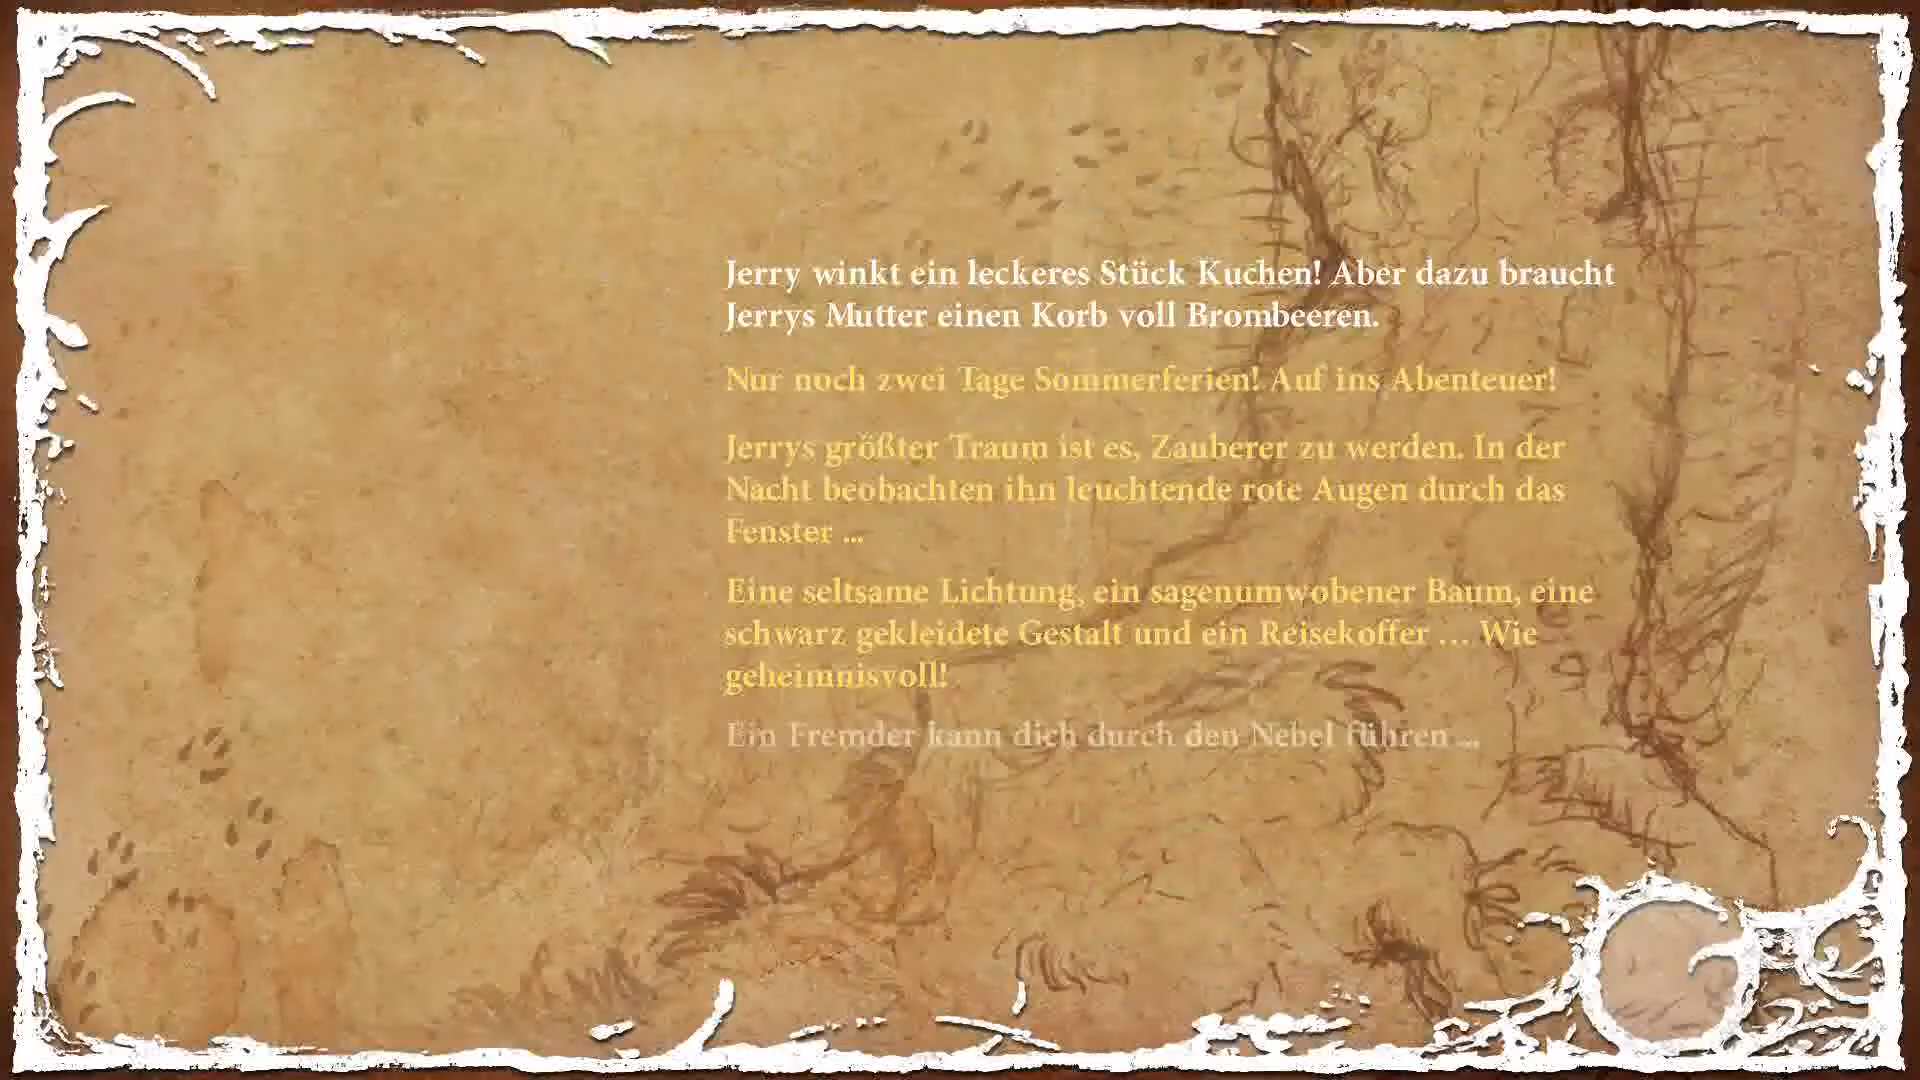 Jerry winkt ein leckeres Stück Kuchen! Aber dazu braucht
Jerrys Mutter einen Korb voll Brombeeren.
Nur noch zwei Tage Sommerferien! Auf ins Abenteuer!
Jerrys größter Traum ist es, Zauberer zu werden. In der
Nacht beobachten ihn leuchtende rote Augen durch das
Fenster ...
Eine seltsame Lichtung, ein sagenumwobener Baum, eine
schwarz gekleidete Gestalt und ein Reisekoffer … Wie
geheimnisvoll!
Ein Fremder kann dich durch den Nebel führen ...